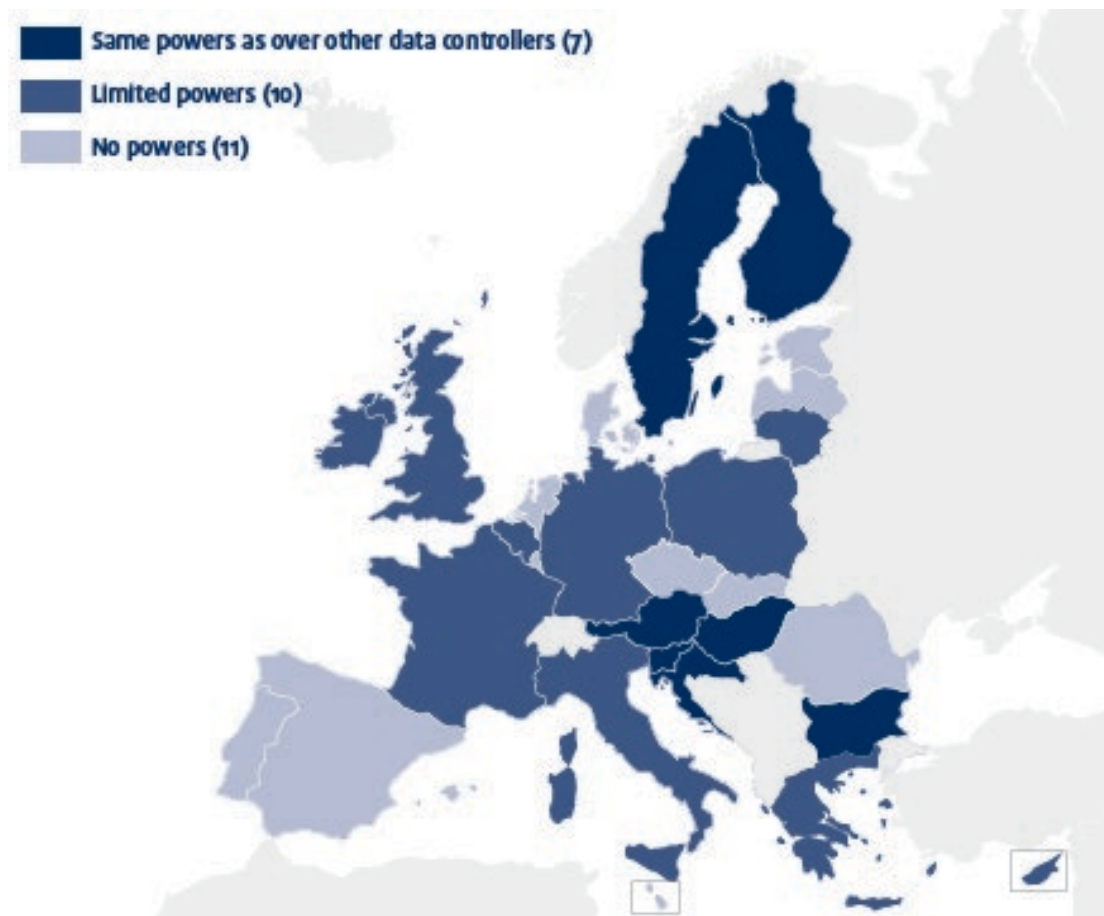 Same powers as over other data controllers (7)
Limited powers (10)
No powers (11)